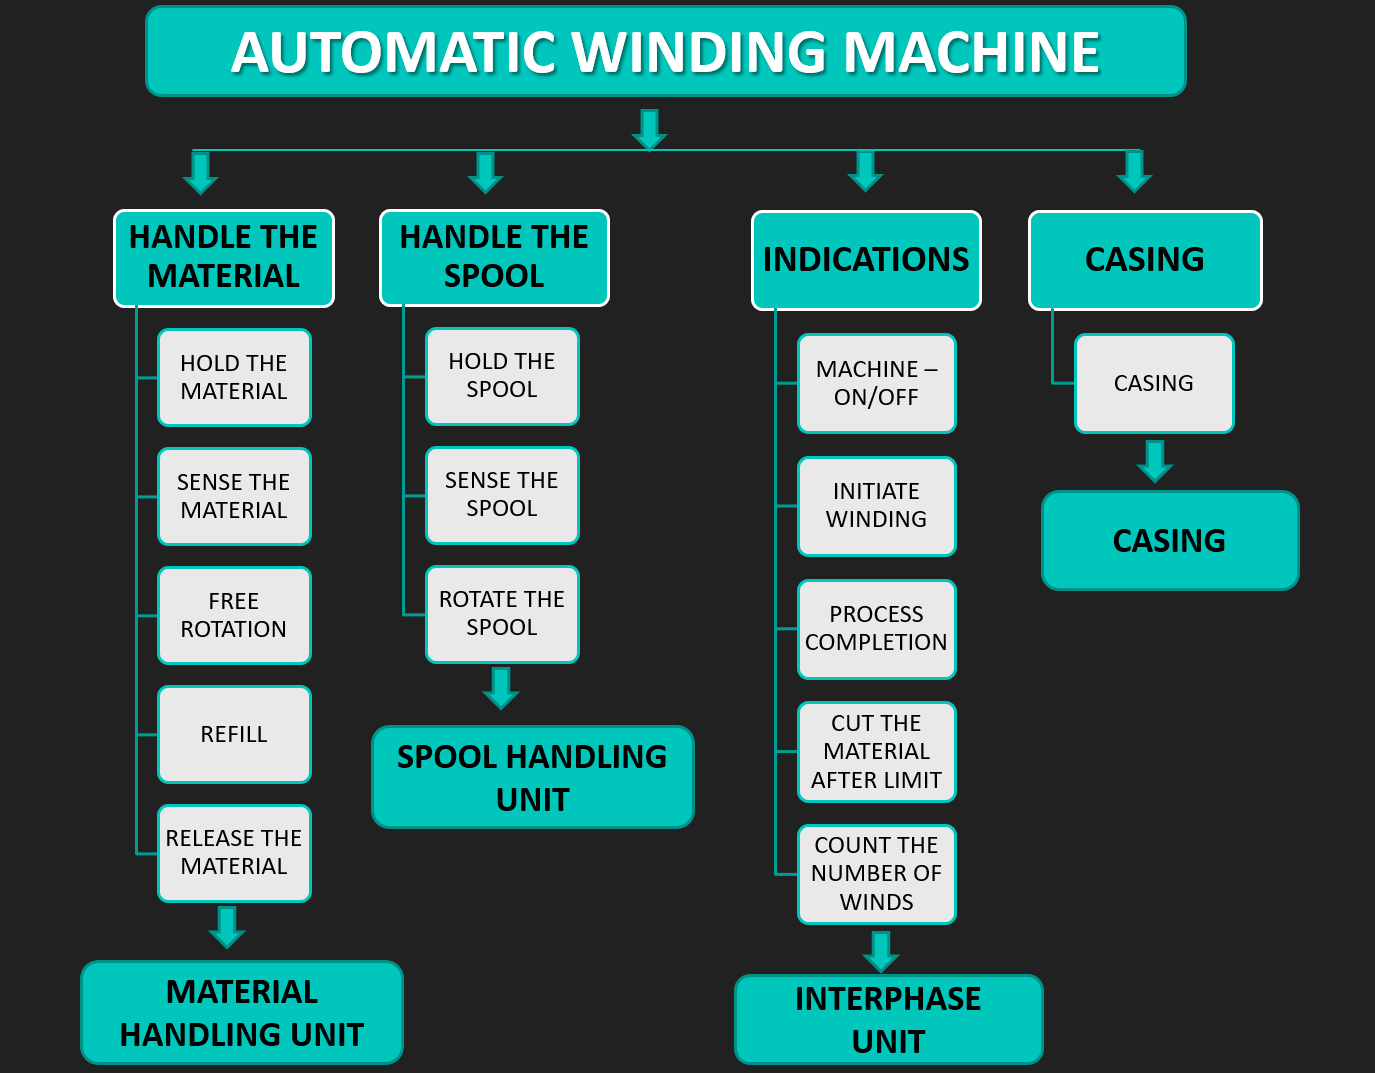 AUTOMATIC WINDING MACHINE
HANDLE THE
MATERIAL
HOLD THE
MATERIAL
SENSE THE
MATERIAL
FREE
ROTATION
REFILL
RELEASE THE
MATERIAL
MATERIAL
HANDLING UNIT
HANDLE THE
SPOOL
HOLD THE
SPOOL
SENSE THE
SPOOL
ROTATE THE
SPOOL
SPOOL HANDLING
UNIT
INDICATIONS
MACHINE –
ON/OFF
INITIATE
WINDING
PROCESS
COMPLETION
CUT THE
MATERIAL
AFTER LIMIT
COUNT THE
NUMBER OF
WINDS
INTERPHASE
UNIT
CASING
CASING
CASING